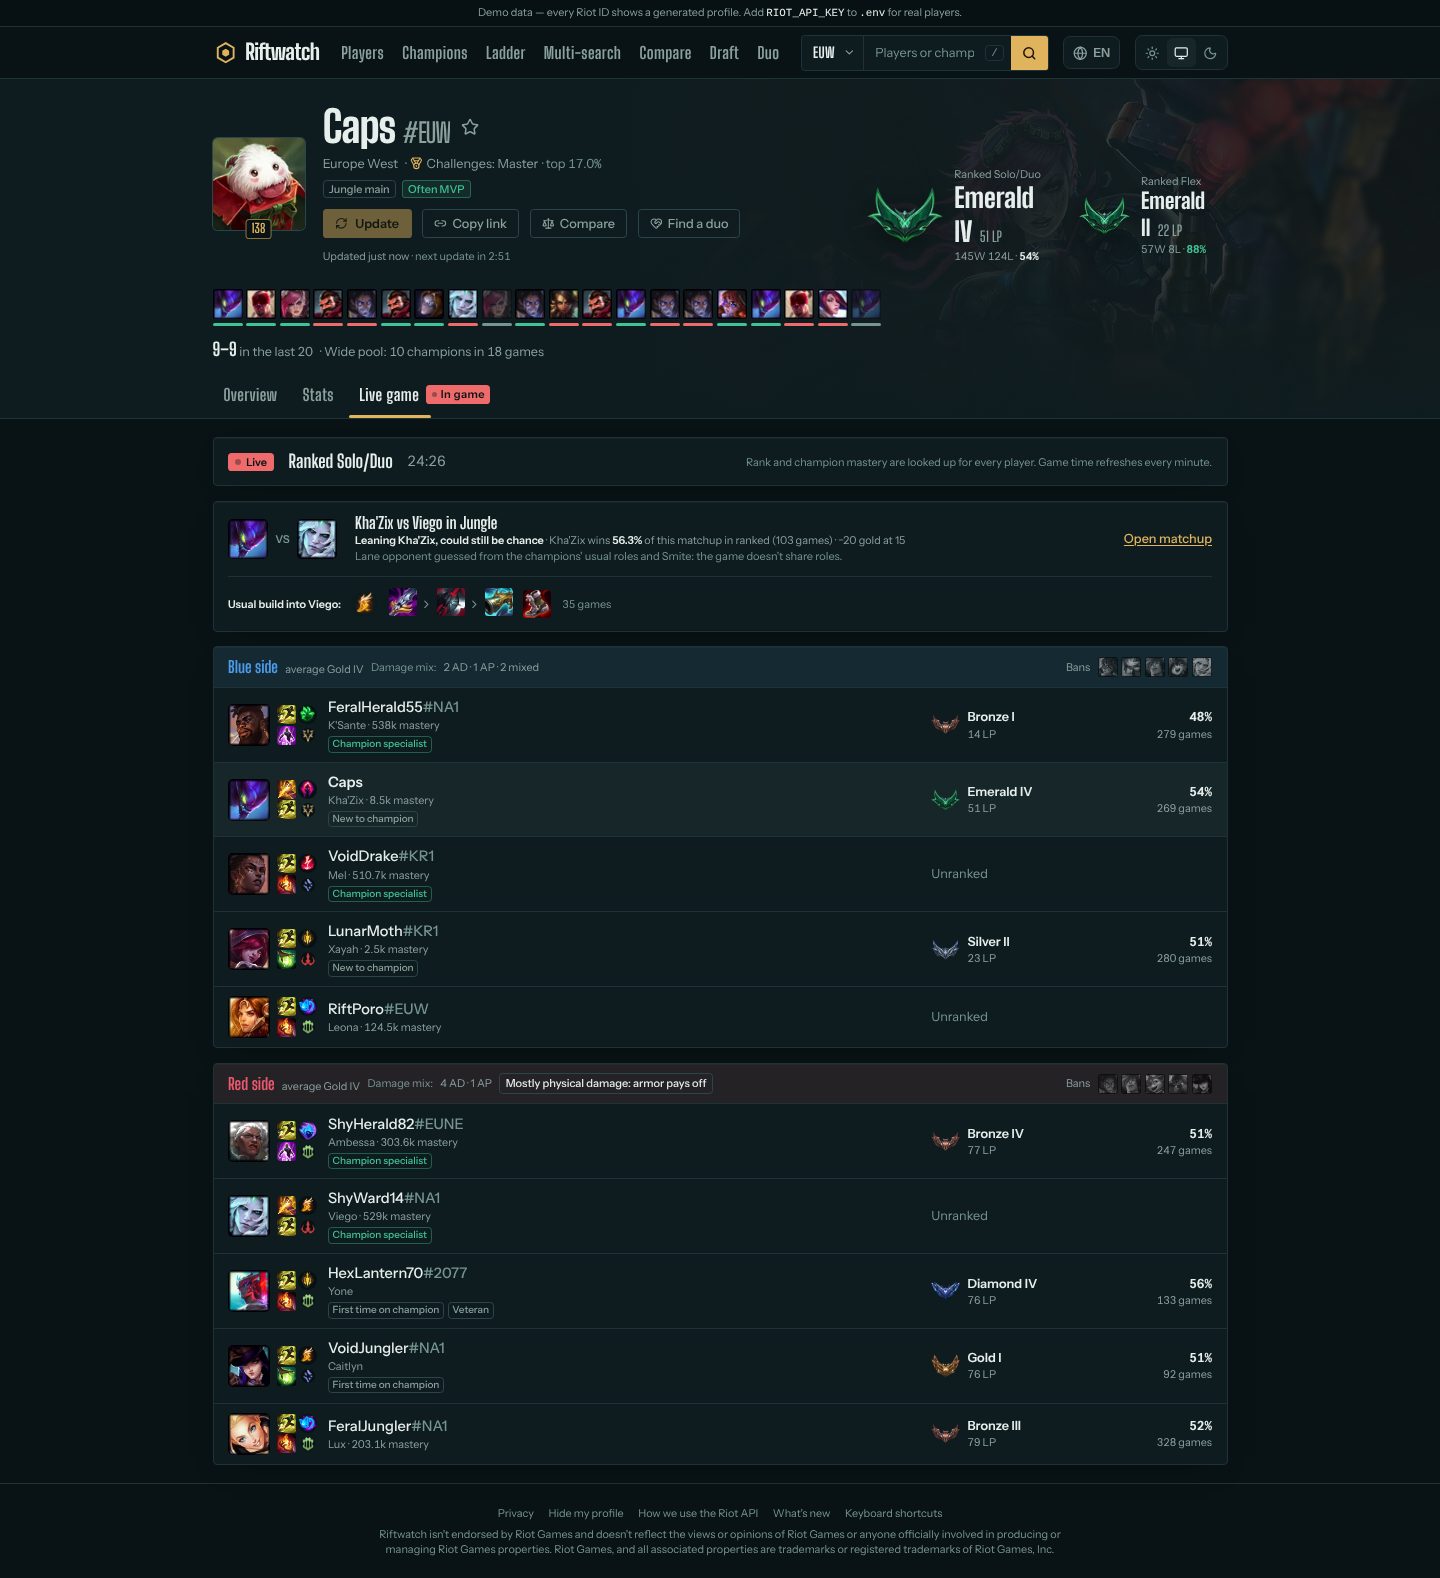 Demo data — every Riot ID shows a generated profile. Add RIOT_API_KEY to .env for real players.
Riftwatch Players Champions Ladder Multi-search Compare Draft Duo EUW Players or champ / EN
Caps #EUW
Europe West · Challenges: Master · top 17.0%
Jungle main Often MVP
138
Update Copy link Compare Find a duo
Updated just now · next update in 2:51
Ranked Solo/Duo
Emerald
IV 51 LP
145W 124L · 54%
Ranked Flex
Emerald
II 22 LP
57W 8L · 88%
9–9 in the last 20 · Wide pool: 10 champions in 18 games
Overview Stats Live game In game
Live Ranked Solo/Duo 24:26 Rank and champion mastery are looked up for every player. Game time refreshes every minute.
VS
Kha'Zix vs Viego in Jungle
Leaning Kha'Zix, could still be chance · Kha'Zix wins 56.3% of this matchup in ranked (103 games) · -20 gold at 15
Lane opponent guessed from the champions' usual roles and Smite: the game doesn't share roles.
Open matchup
Usual build into Viego: 35 games
Blue side average Gold IV Damage mix: 2 AD · 1 AP · 2 mixed Bans
FeralHerald55#NA1
K'Sante · 538k mastery
Champion specialist
Bronze I
14 LP
48%
279 games
Caps
Kha'Zix · 8.5k mastery
New to champion
Emerald IV
51 LP
54%
269 games
VoidDrake#KR1
Mel · 510.7k mastery
Champion specialist
Unranked
LunarMoth#KR1
Xayah · 2.5k mastery
New to champion
Silver II
23 LP
51%
280 games
RiftPoro#EUW
Leona · 124.5k mastery
Unranked
Red side average Gold IV Damage mix: 4 AD · 1 AP Mostly physical damage: armor pays off Bans
ShyHerald82#EUNE
Ambessa · 303.6k mastery
Champion specialist
Bronze IV
77 LP
51%
247 games
ShyWard14#NA1
Viego · 529k mastery
Champion specialist
Unranked
HexLantern70#2077
Yone
First time on champion Veteran
Diamond IV
76 LP
56%
133 games
VoidJungler#NA1
Caitlyn
First time on champion
Gold I
76 LP
51%
92 games
FeralJungler#NA1
Lux · 203.1k mastery
Bronze III
79 LP
52%
328 games
Privacy Hide my profile How we use the Riot API What's new Keyboard shortcuts
Riftwatch isn't endorsed by Riot Games and doesn't reflect the views or opinions of Riot Games or anyone officially involved in producing or
managing Riot Games properties. Riot Games, and all associated properties are trademarks or registered trademarks of Riot Games, Inc.